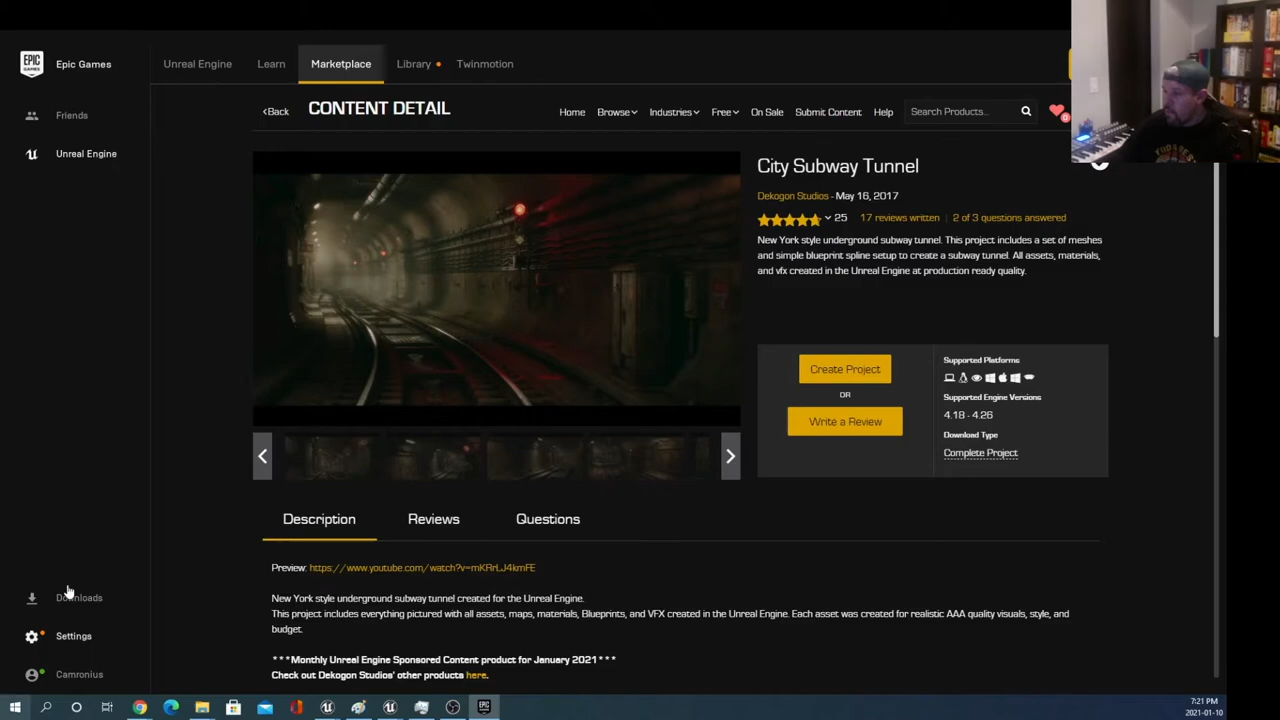 EPIC GAMES
Epic Games
Unreal Engine
Learn
Marketplace
Library
Twinmotion
Friends
Unreal Engine
Back
CONTENT DETAIL
Home
Browse
Industries
Free
On Sale
Submit Content
Help
Search Products...
0
City Subway Tunnel
Dekogon Studios - May 16, 2017
25
17 reviews written
2 of 3 questions answered
New York style underground subway tunnel. This project includes a set of meshes
and simple blueprint spline setup to create a subway tunnel. All assets, materials,
and vfx created in the Unreal Engine at production ready quality.
Create Project
OR
Write a Review
Supported Platforms
Supported Engine Versions
4.18 - 4.26
Download Type
Complete Project
Description
Reviews
Questions
Preview: https://www.youtube.com/watch?v=mKRrLJ4kmFE
New York style underground subway tunnel created for the Unreal Engine.
This project includes everything pictured with all assets, maps, materials, Blueprints, and VFX created in the Unreal Engine. Each asset was created for realistic AAA quality visuals, style, and
budget.
***Monthly Unreal Engine Sponsored Content product for January 2021***
Check out Dekogon Studios' other products here.
Downloads
Settings
Camronius
7:21 PM
2021-01-10